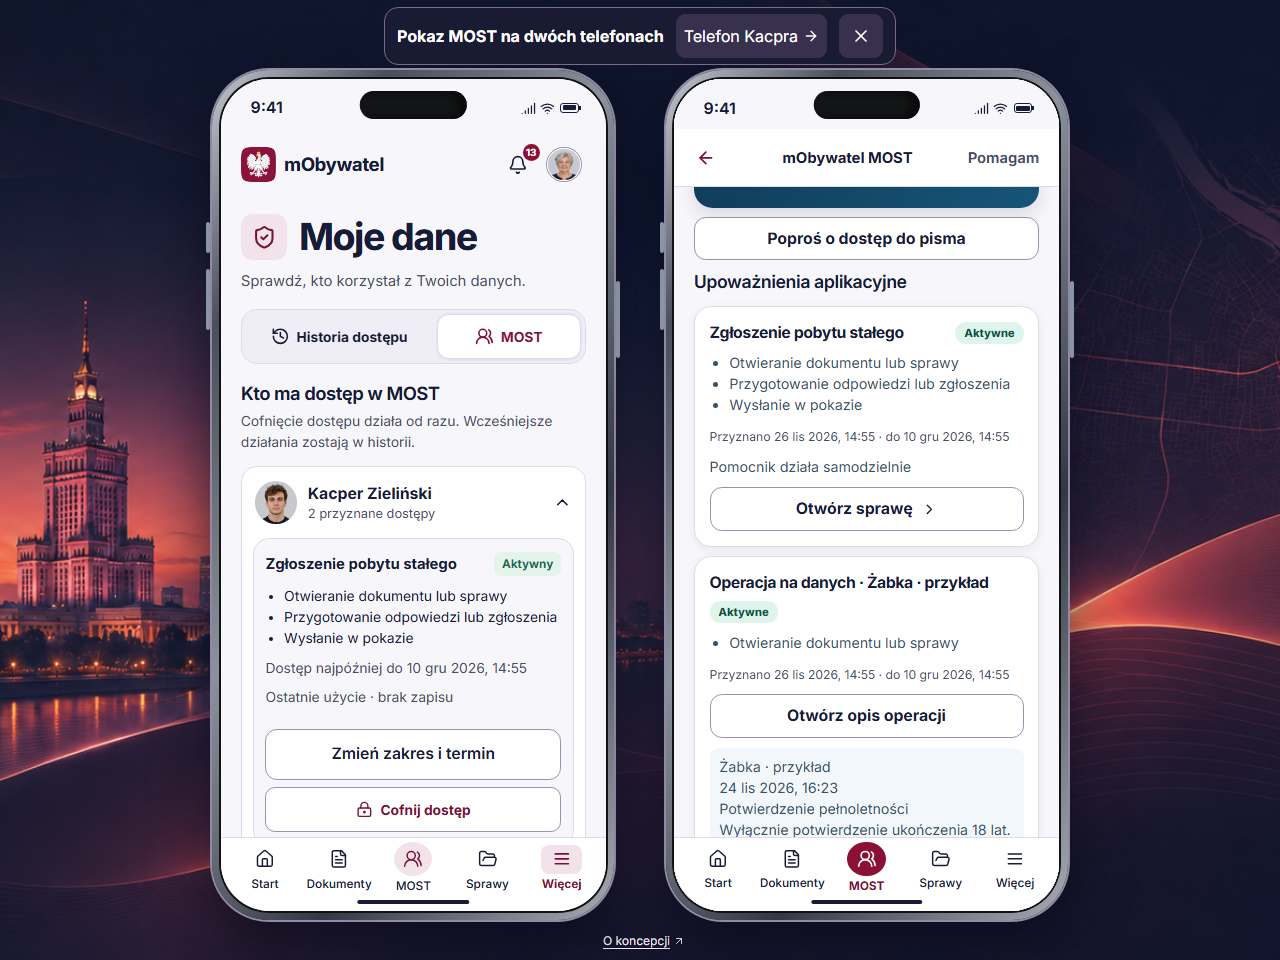 Pokaz MOST na dwóch telefonach
Telefon Kacpra
9:41
mObywatel
13
Moje dane
Sprawdź, kto korzystał z Twoich danych.
Historia dostępu
MOST
Kto ma dostęp w MOST
Cofnięcie dostępu działa od razu. Wcześniejsze
działania zostają w historii.
Kacper Zieliński
2 przyznane dostępy
Zgłoszenie pobytu stałego
Aktywny
Otwieranie dokumentu lub sprawy
Przygotowanie odpowiedzi lub zgłoszenia
Wysłanie w pokazie
Dostęp najpóźniej do 10 gru 2026, 14:55
Ostatnie użycie · brak zapisu
Zmień zakres i termin
Cofnij dostęp
Start
Dokumenty
MOST
Sprawy
Więcej
9:41
mObywatel MOST
Pomagam
Poproś o dostęp do pisma
Upoważnienia aplikacyjne
Zgłoszenie pobytu stałego
Aktywne
Otwieranie dokumentu lub sprawy
Przygotowanie odpowiedzi lub zgłoszenia
Wysłanie w pokazie
Przyznano 26 lis 2026, 14:55 · do 10 gru 2026, 14:55
Pomocnik działa samodzielnie
Otwórz sprawę
Operacja na danych · Żabka · przykład
Aktywne
Otwieranie dokumentu lub sprawy
Przyznano 26 lis 2026, 14:55 · do 10 gru 2026, 14:55
Otwórz opis operacji
Żabka · przykład
24 lis 2026, 16:23
Potwierdzenie pełnoletności
Wyłącznie potwierdzenie ukończenia 18 lat.
Start
Dokumenty
MOST
Sprawy
Więcej
O koncepcji